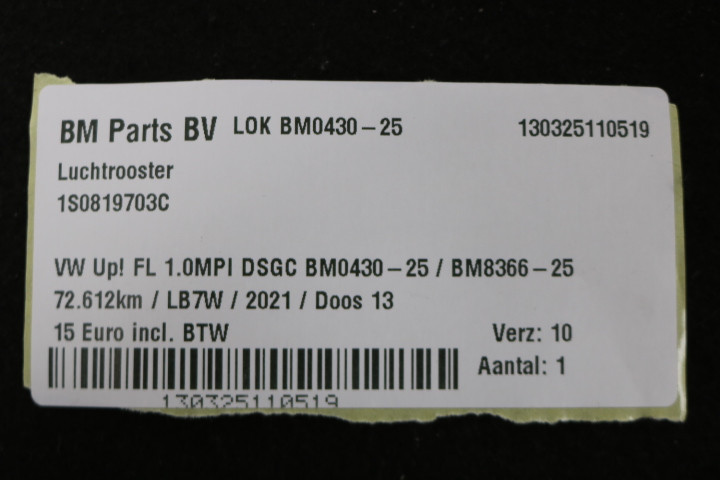 BM Parts BV LOK BM0430-25 130325110519
Luchtrooster
1S0819703C
VW Up! FL 1.0MPI DSGC BM0430-25 / BM8366-25
72.612km / LB7W / 2021 / Doos 13
15 Euro incl. BTW Verz: 10
Aantal: 1
130325110519